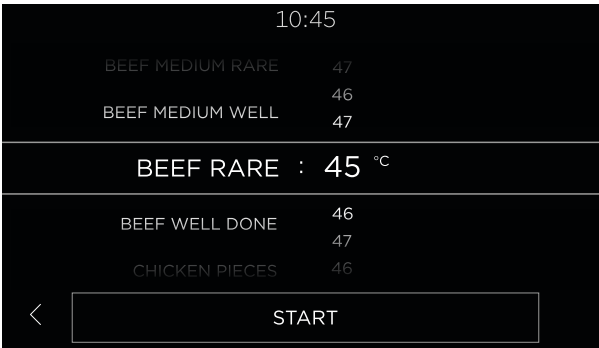 10:45
BEEF MEDIUM RARE 47
46
BEEF MEDIUM WELL
47
BEEF RARE : 45 °C
46
BEEF WELL DONE
47
CHICKEN PIECES 46
START